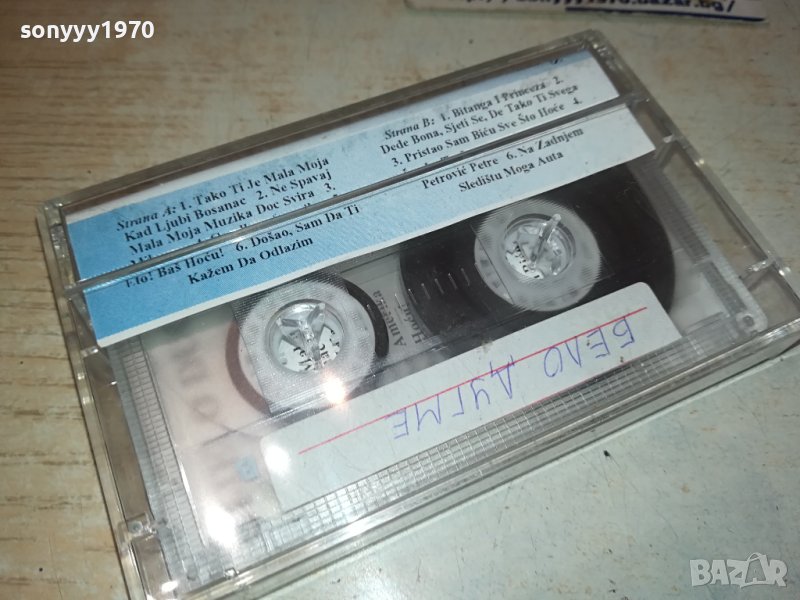 sonyyy1970
Strana A: 1. Tako Ti Je Mala Moja
Kad Ljubi Bosanac 2. Ne Spavaj
Mala Moja Muzika Doc Svira 3.
Eto! Baš Hoću! 6. Došao, Sam Da Ti
Kažem Da Odlazim
Strana B: 1. Bitanga I Princeza 2.
Dede Bona, Sjeti Se, De Tako Ti Svega
3. Pristao Sam Biću Sve Što Hoće 4.
Petrović Petre 6. Na Zadnjem
Sledištu Moga Auta
БЕЛО ДУГМЕ
BAZAR